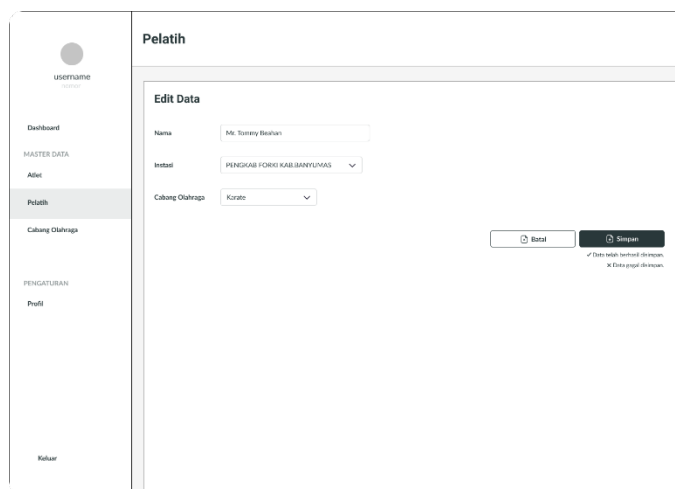 username
Pelatih
Dashboard
MASTER DATA
Atlet
Pelatih
Cabang Olahraga
PENGATURAN
Profil
Keluar
Edit Data
Nama
Mr. Tommy Beahan
Instasi
PENGKAB FORKI KAB.BANYUMAS
Cabang Olahraga
Karate
Batal
Simpan
✓ Data telah berhasil disimpan.
✕ Data gagal disimpan.